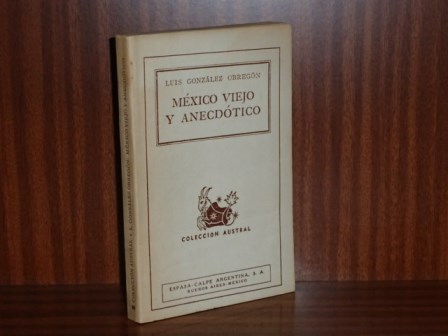 LUIS GONZÁLEZ OBREGÓN
MÉXICO VIEJO
Y ANECDÓTICO
COLECCIÓN AUSTRAL
ESPASA-CALPE ARGENTINA, S. A.
BUENOS AIRES-MÉXICO